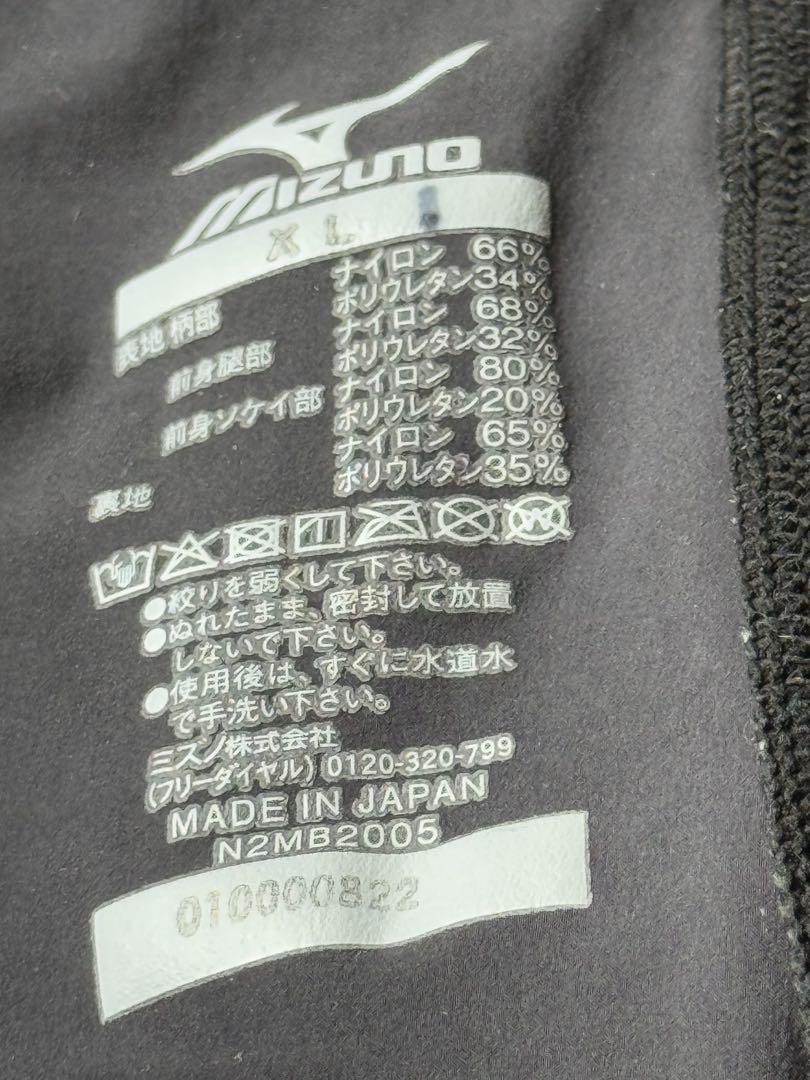 MIZUNO
XL
表地 柄部 ナイロン 66%
ポリウレタン34%
前身腿部 ナイロン 68%
ポリウレタン32%
前身ソケイ部 ナイロン 80%
ポリウレタン20%
裏地 ナイロン 65%
ポリウレタン35%
●絞りを弱くして下さい。
●ぬれたまま、密封して放置
しないで下さい。
●使用後は、すぐに水道水
で手洗い下さい。
ミズノ株式会社
(フリーダイヤル) 0120-320-799
MADE IN JAPAN
N2MB2005
010000822